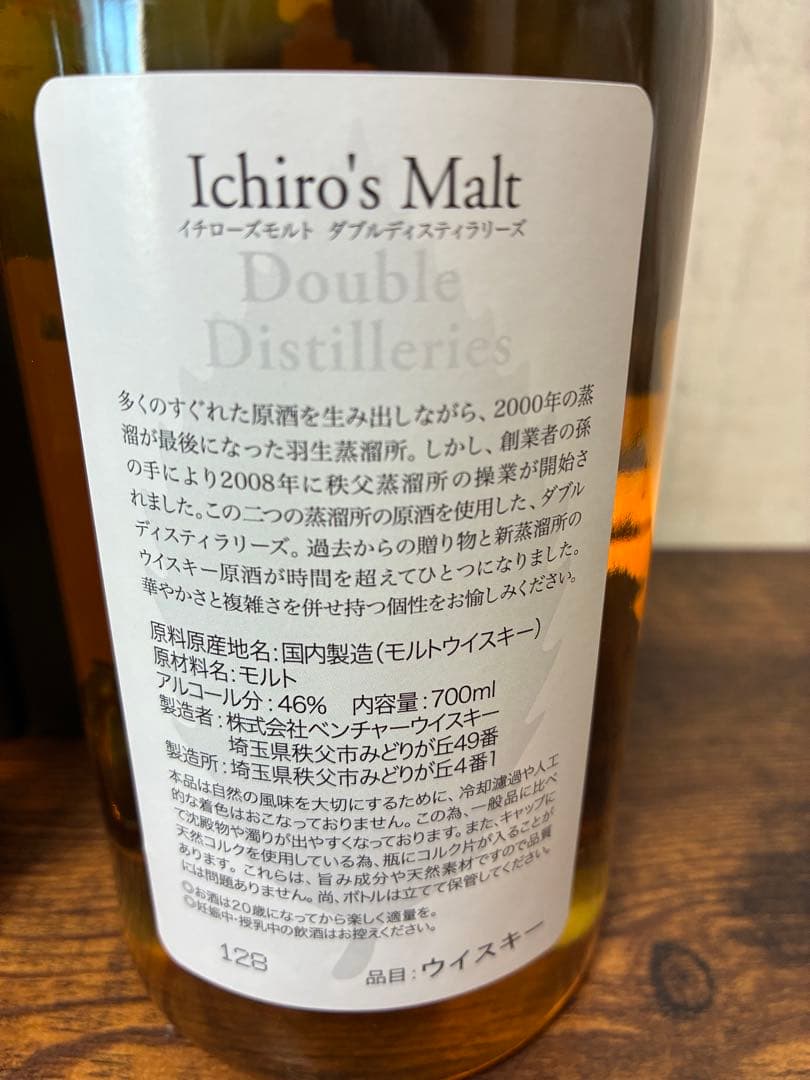 Ichiro's Malt
イチローズモルト ダブルディスティラリーズ
Double
Distilleries
多くのすぐれた原酒を生み出しながら、2000年の蒸
溜が最後になった羽生蒸溜所。しかし、創業者の孫
の手により2008年に秩父蒸溜所の操業が開始さ
れました。この二つの蒸溜所の原酒を使用した、ダブル
ディスティラリーズ。過去からの贈り物と新蒸溜所の
ウイスキー原酒が時間を超えてひとつになりました。
華やかさと複雑さを併せ持つ個性をお愉しみください。
原料原産地名:国内製造(モルトウイスキー)
原材料名:モルト
アルコール分:46% 内容量:700ml
製造者:株式会社ベンチャーウイスキー
埼玉県秩父市みどりが丘49番
製造所:埼玉県秩父市みどりが丘4番1
本品は自然の風味を大切にするために、冷却濾過や人工
的な着色はおこなっておりません。この為、一般品に比べ
て沈殿物や濁りが出やすくなっております。また、キャップに
天然コルクを使用している為、瓶にコルク片が入ることが
あります。これらは、旨み成分や天然素材ですので品質
には問題ありません。尚、ボトルは立てて保管してください。
◎お酒は20歳になってから楽しく適量を。
◎妊娠中・授乳中の飲酒はお控えください。
128
品目:ウイスキー